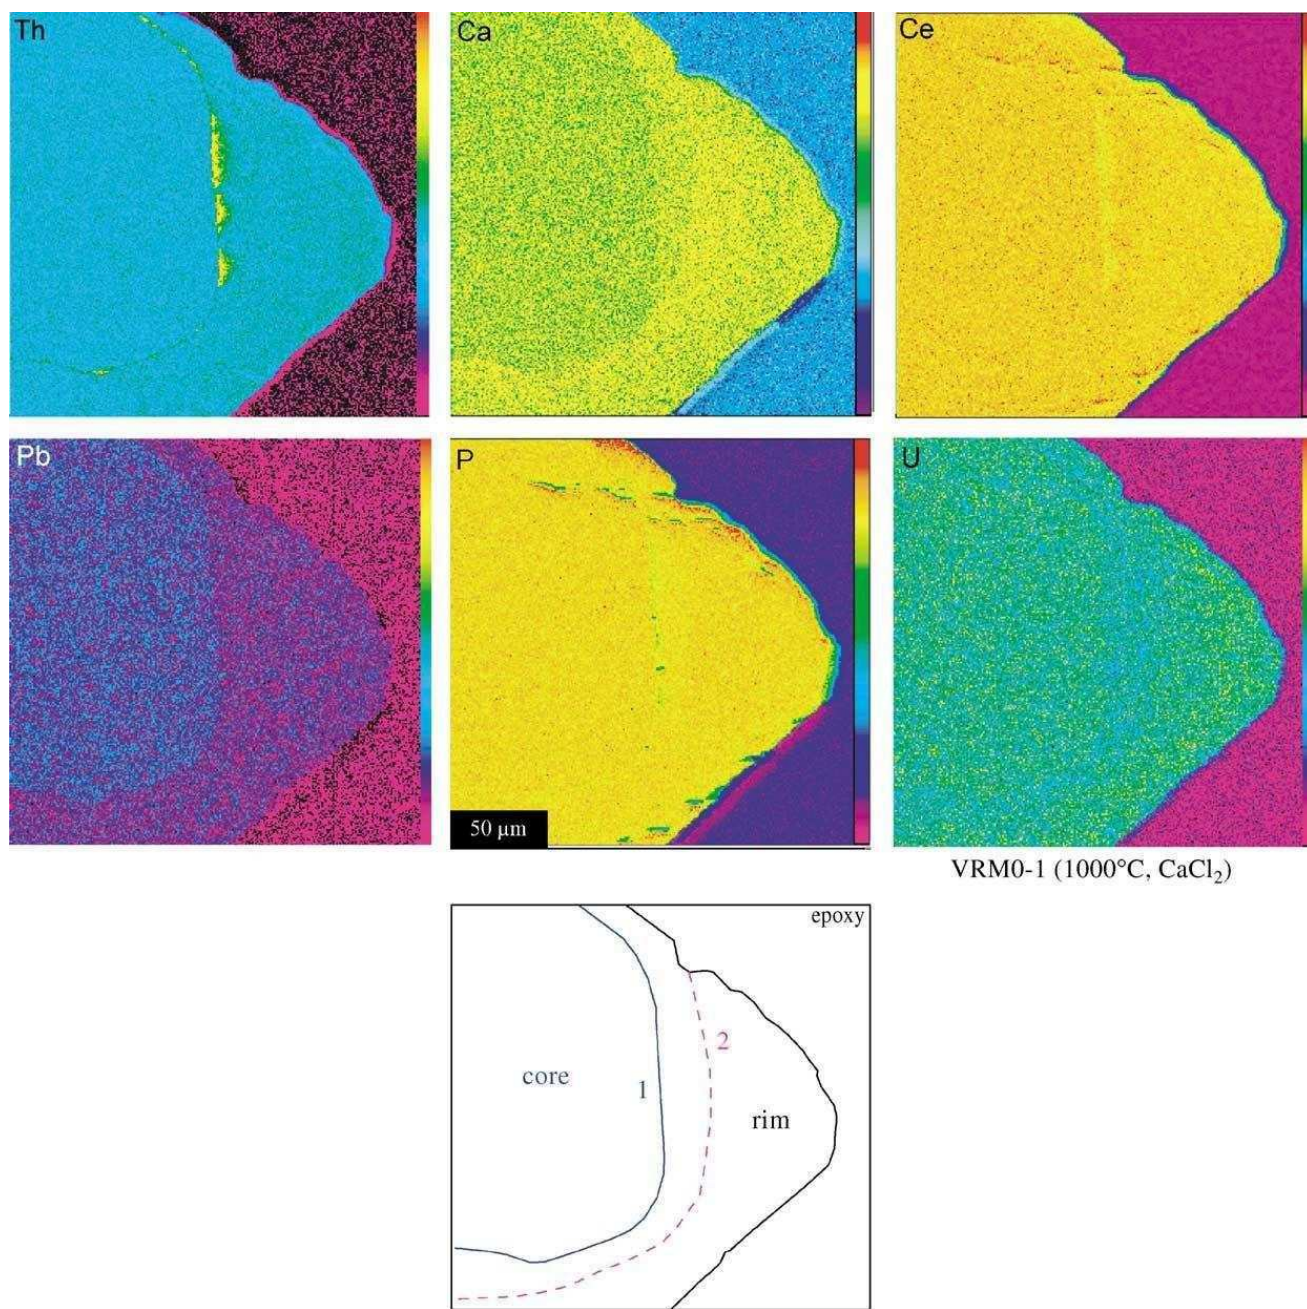 Th
Ca
Ce
Pb
P
U
50 µm
VRM0-1 (1000°C, CaCl₂)
epoxy
core
1
2
rim